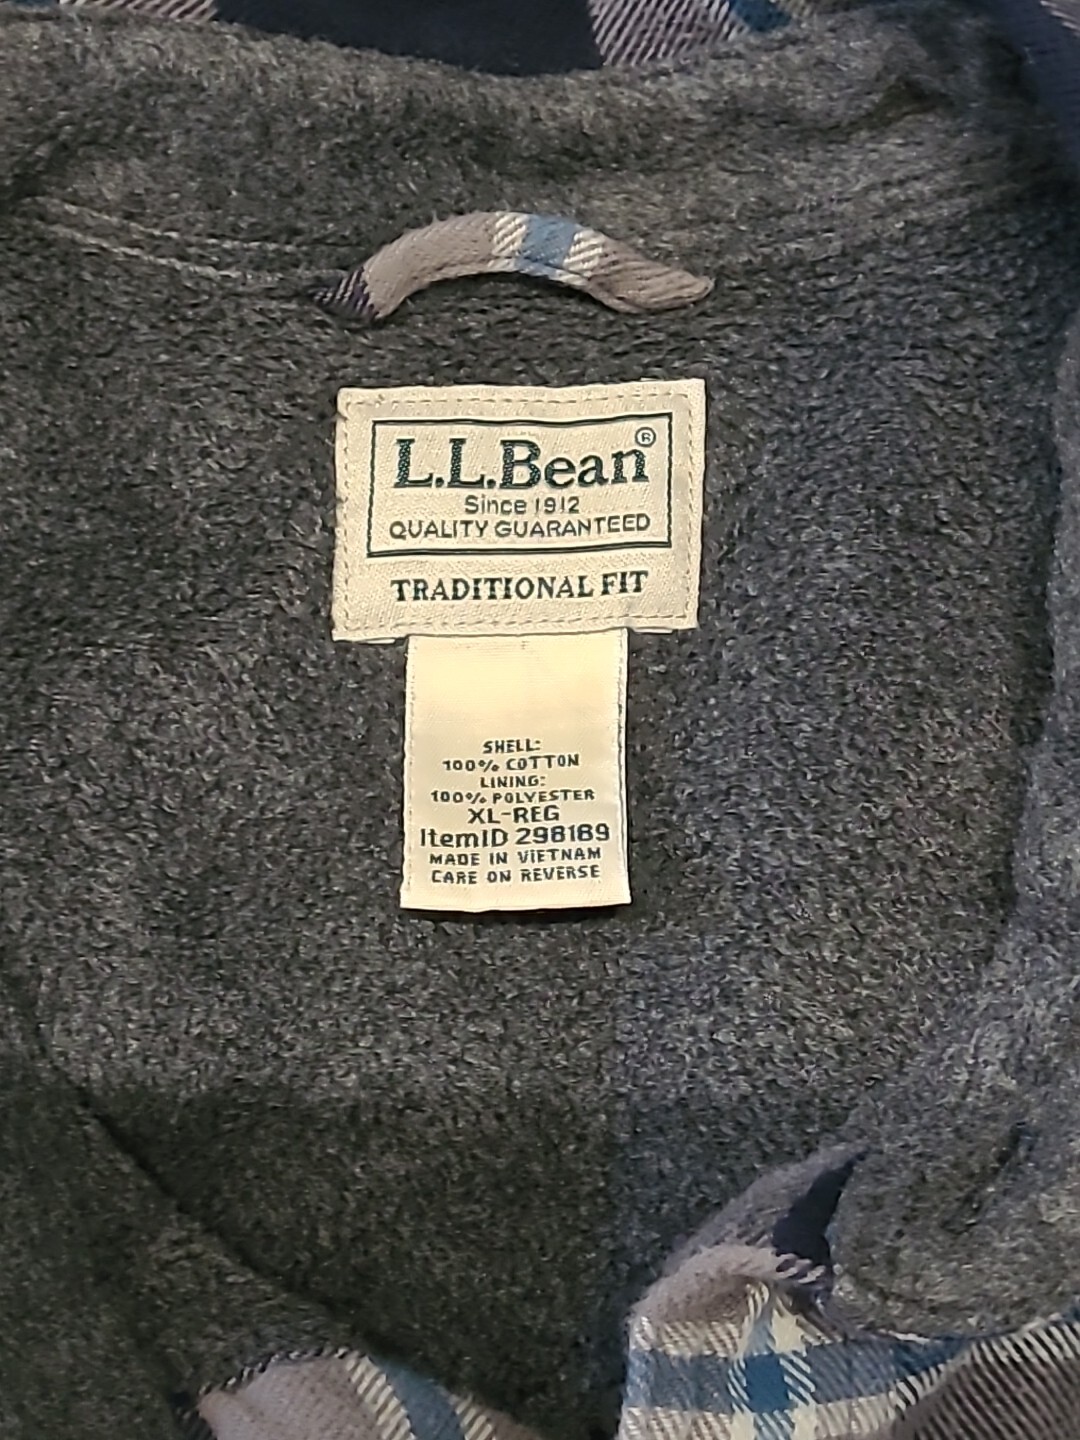 L.L.Bean®
Since 1912
QUALITY GUARANTEED
TRADITIONAL FIT
SHELL:
100% COTTON
LINING:
100% POLYESTER
XL-REG
ItemID 298189
MADE IN VIETNAM
CARE ON REVERSE